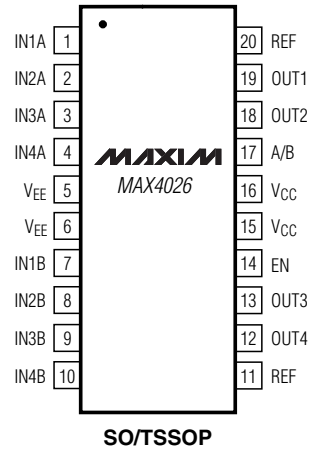 IN1A 1 20 REF
IN2A 2 19 OUT1
IN3A 3 18 OUT2
IN4A 4 MAXIM 17 A/B
VEE 5 MAX4026 16 VCC
VEE 6 15 VCC
IN1B 7 14 EN
IN2B 8 13 OUT3
IN3B 9 12 OUT4
IN4B 10 11 REF
SO/TSSOP